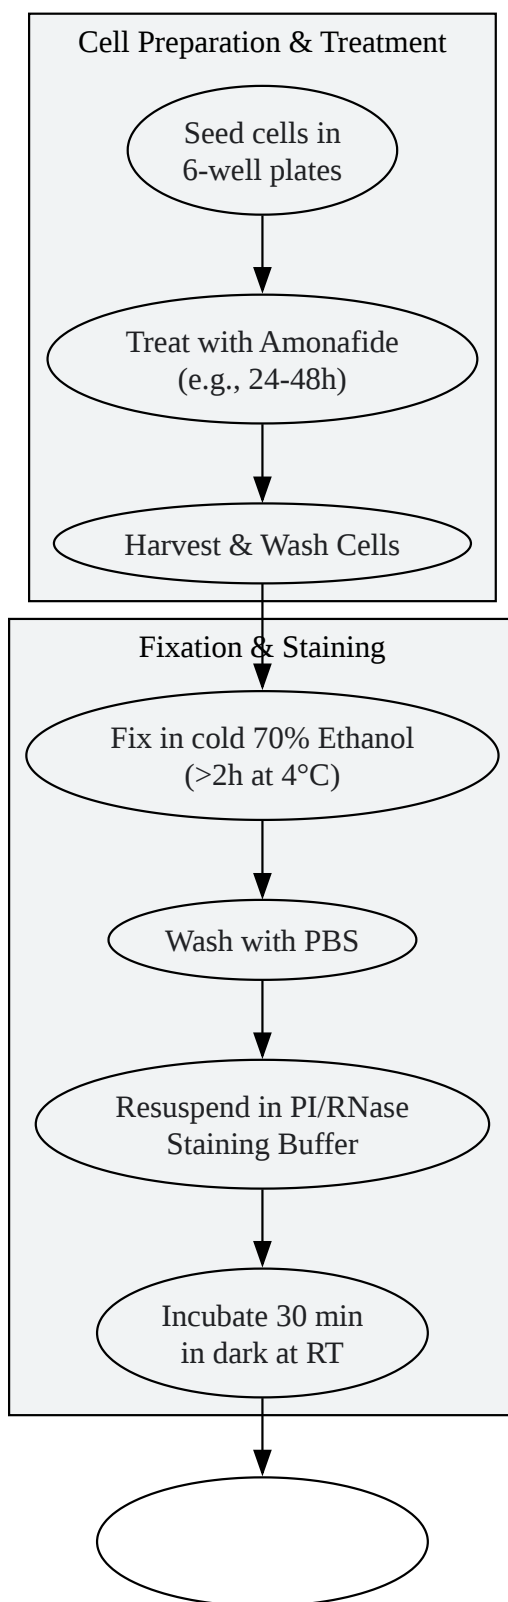 Cell Preparation & Treatment
Seed cells in
6-well plates
Treat with Amonafide
(e.g., 24-48h)
Harvest & Wash Cells
Fixation & Staining
Fix in cold 70% Ethanol
(>2h at 4°C)
Wash with PBS
Resuspend in PI/RNase
Staining Buffer
Incubate 30 min
in dark at RT